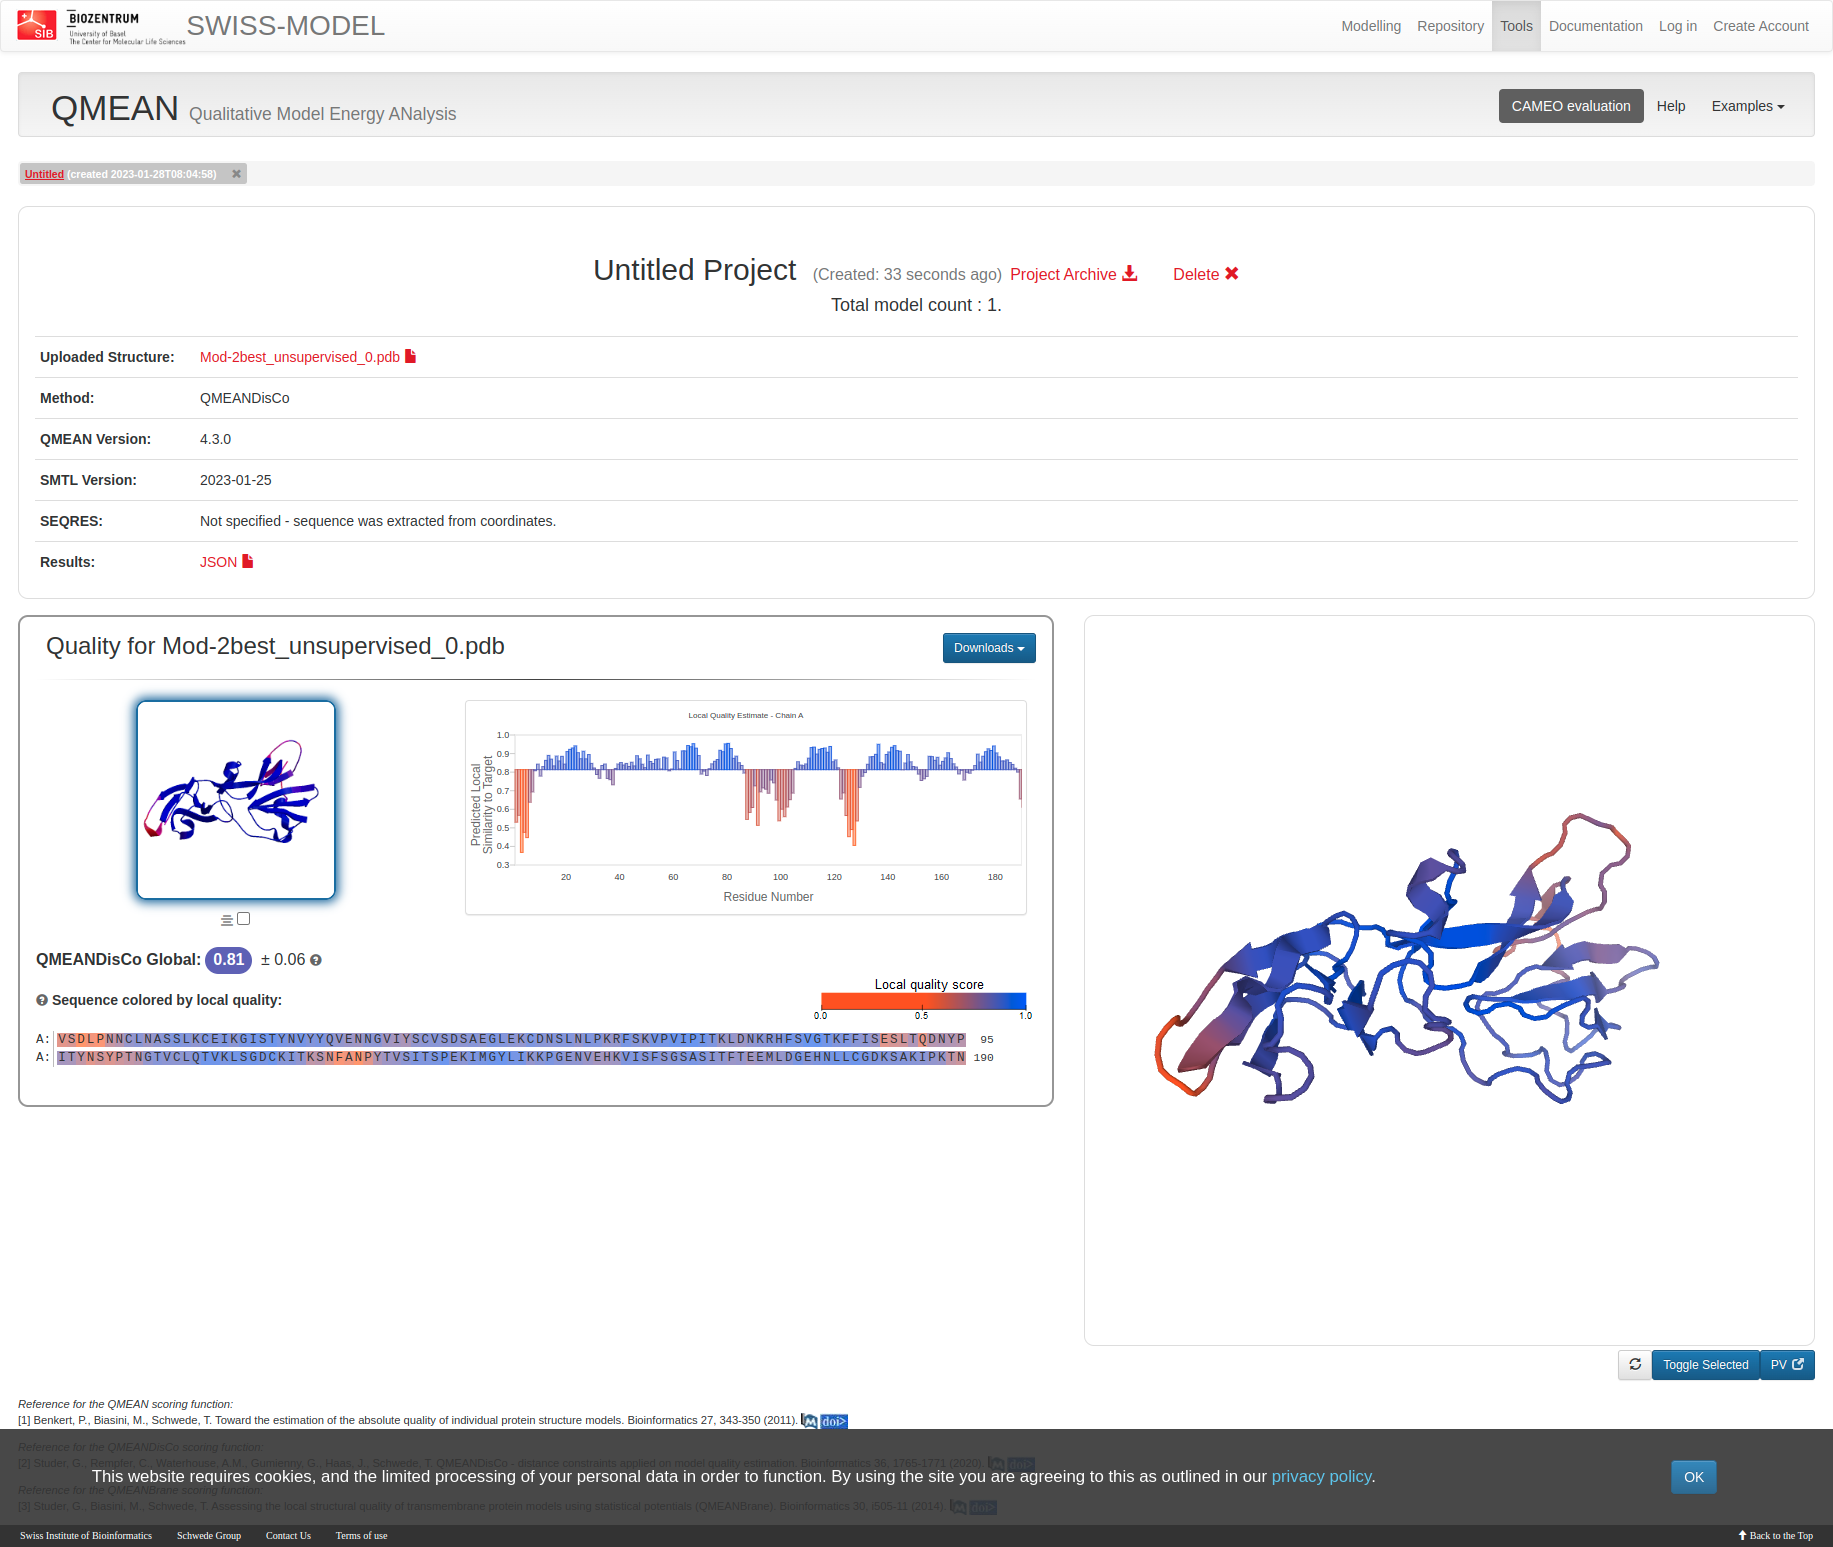 SIB
BIOZENTRUM
University of Basel
The Center for Molecular Life Sciences
SWISS-MODEL
Modelling
Repository
Tools
Documentation
Log in
Create Account
QMEAN Qualitative Model Energy ANalysis
CAMEO evaluation
Help
Examples
Untitled (created 2023-01-28T08:04:58)
Untitled Project (Created: 33 seconds ago) Project Archive Delete
Total model count : 1.
Uploaded Structure: Mod-2best_unsupervised_0.pdb
Method: QMEANDisCo
QMEAN Version: 4.3.0
SMTL Version: 2023-01-25
SEQRES: Not specified - sequence was extracted from coordinates.
Results: JSON
Quality for Mod-2best_unsupervised_0.pdb
Downloads
Local Quality Estimate - Chain A
Predicted Local
Similarity to Target
1.0
0.9
0.8
0.7
0.6
0.5
0.4
0.3
20 40 60 80 100 120 140 160 180
Residue Number
QMEANDisCo Global: 0.81 ± 0.06
Sequence colored by local quality:
Local quality score
0.0 0.5 1.0
A: VSDLPNNCLNASSLKCEIKGISTYNVYYQVENNGVIYSCVSDSAEGLEKCDNSLNLPKRFSKVPVIPITKLDNKRHFSVGTKFFISESLTQDNYP 95
A: ITYNSYPTNGTVCLQTVKLSGDCKITKSNFANPYTVSITSPEKIMGYLIKKPGENVEHKVISFSGSASITFTEEMLDGEHNLLCGDKSAKIPKTN 190
Toggle Selected
PV
Reference for the QMEAN scoring function:
[1] Benkert, P., Biasini, M., Schwede, T. Toward the estimation of the absolute quality of individual protein structure models. Bioinformatics 27, 343-350 (2011). M doi>
Reference for the QMEANDisCo scoring function:
[2] Studer, G., Rempfer, C., Waterhouse, A.M., Gumienny, G., Haas, J., Schwede, T. QMEANDisCo - distance constraints applied on model quality estimation. Bioinformatics 36, 1765-1771 (2020). M doi>
This website requires cookies, and the limited processing of your personal data in order to function. By using the site you are agreeing to this as outlined in our privacy policy.
OK
Reference for the QMEANBrane scoring function:
[3] Studer, G., Biasini, M., Schwede, T. Assessing the local structural quality of transmembrane protein models using statistical potentials (QMEANBrane). Bioinformatics 30, i505-11 (2014). M doi>
Swiss Institute of Bioinformatics
Schwede Group
Contact Us
Terms of use
Back to the Top